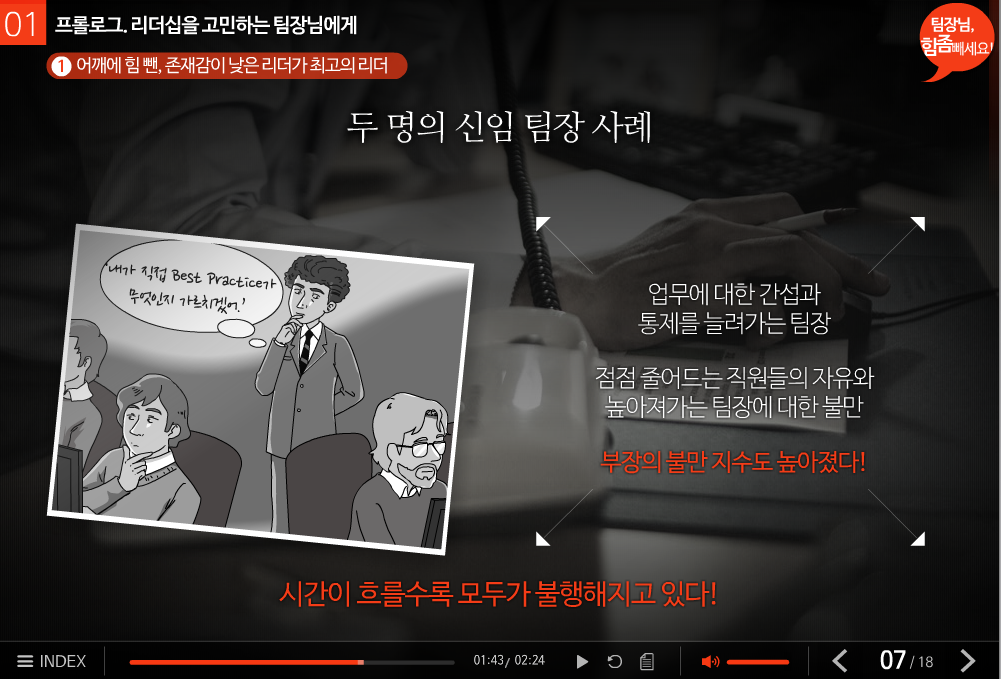 01 프롤로그. 리더십을 고민하는 팀장님에게
팀장님,
힘좀빼세요!
1 어깨에 힘 뺀, 존재감이 낮은 리더가 최고의 리더
두 명의 신임 팀장 사례
'내가 직접 Best Practice가
무엇인지 가르치겠어.'
업무에 대한 간섭과
통제를 늘려가는 팀장
점점 줄어드는 직원들의 자유와
높아져가는 팀장에 대한 불만
부장의 불만 지수도 높아졌다!
시간이 흐를수록 모두가 불행해지고 있다!
INDEX
01:43 / 02:24
07 / 18